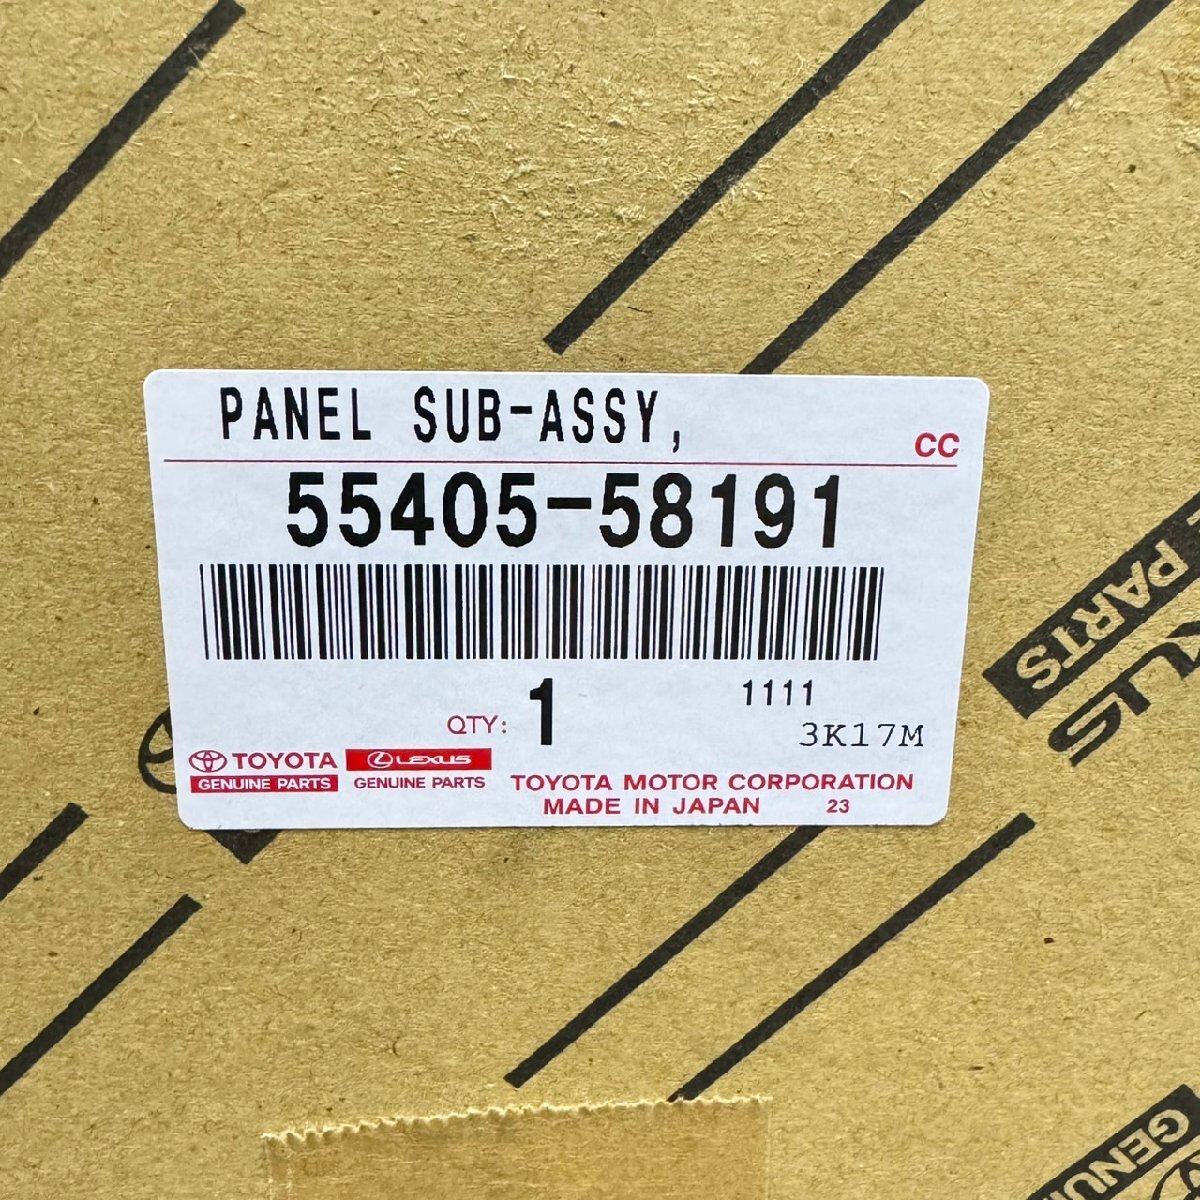 PANEL SUB-ASSY,
CC
55405-58191
QTY: 1
1111
3K17M
TOYOTA
GENUINE PARTS
LEXUS
GENUINE PARTS
TOYOTA MOTOR CORPORATION
MADE IN JAPAN 23
PARTS